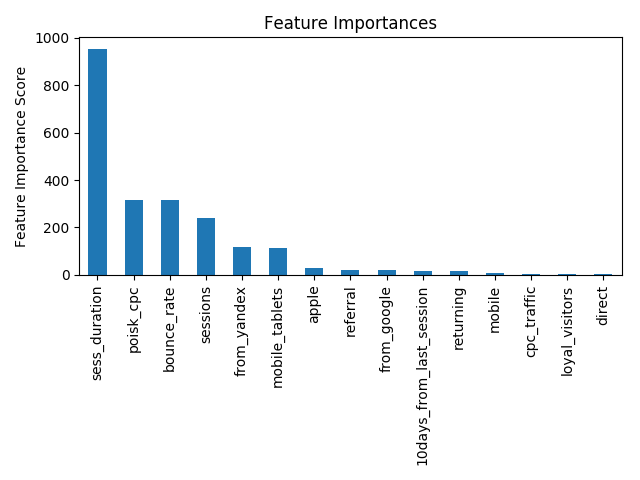 Feature Importances
Feature Importance Score
1000
800
600
400
200
0
sess_duration
poisk_cpc
bounce_rate
sessions
from_yandex
mobile_tablets
apple
referral
from_google
10days_from_last_session
returning
mobile
cpc_traffic
loyal_visitors
direct